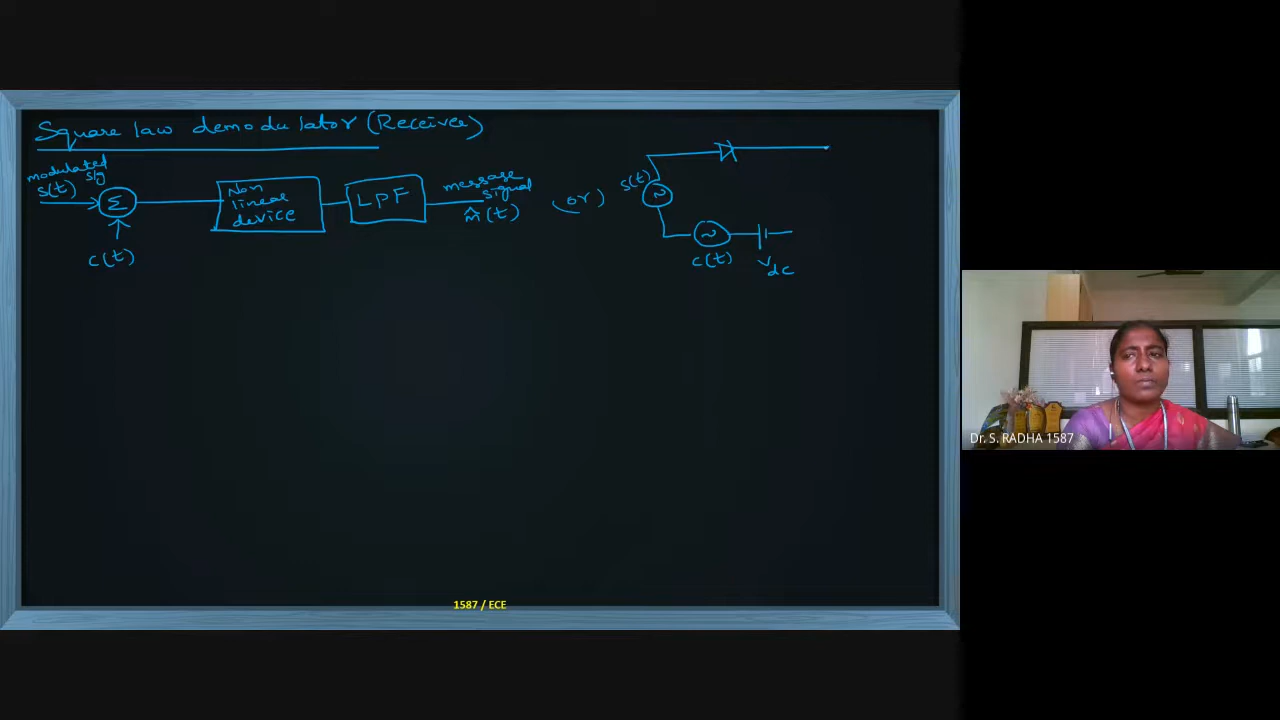 Square law demodulator (Receiver)
modulated
sig
s(t)
Σ
c(t)
Non
linear
device
LPF
message
signal
m̂(t)
(or)
s(t)
~
~
c(t)
Vdc
1587 / ECE
Dr. S. RADHA 1587